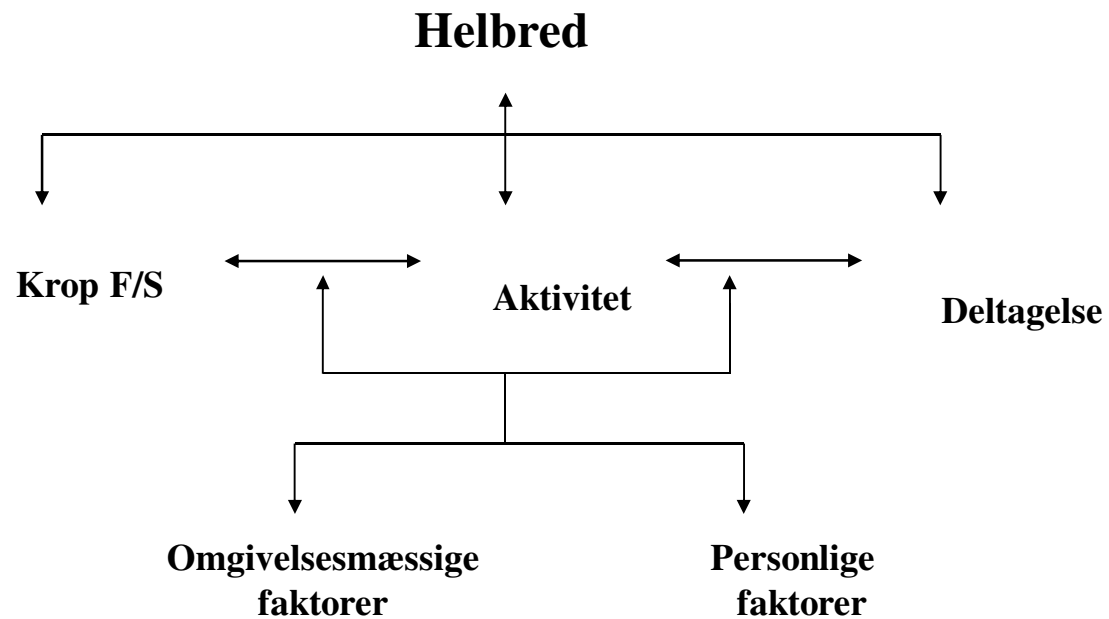 Helbred
Krop F/S
Aktivitet
Deltagelse
Omgivelsesmæssige
faktorer
Personlige
faktorer